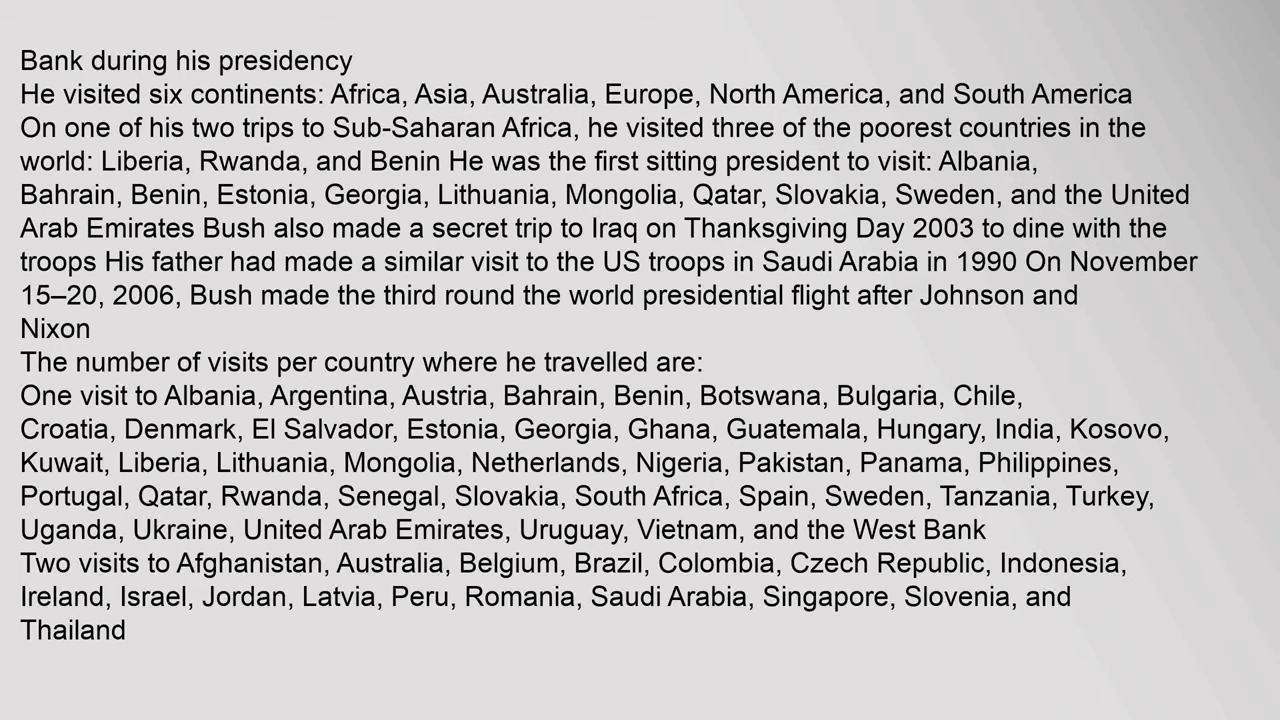 Bank during his presidency
He visited six continents: Africa, Asia, Australia, Europe, North America, and South America
On one of his two trips to Sub-Saharan Africa, he visited three of the poorest countries in the
world: Liberia, Rwanda, and Benin He was the first sitting president to visit: Albania,
Bahrain, Benin, Estonia, Georgia, Lithuania, Mongolia, Qatar, Slovakia, Sweden, and the United
Arab Emirates Bush also made a secret trip to Iraq on Thanksgiving Day 2003 to dine with the
troops His father had made a similar visit to the US troops in Saudi Arabia in 1990 On November
15–20, 2006, Bush made the third round the world presidential flight after Johnson and
Nixon
The number of visits per country where he travelled are:
One visit to Albania, Argentina, Austria, Bahrain, Benin, Botswana, Bulgaria, Chile,
Croatia, Denmark, El Salvador, Estonia, Georgia, Ghana, Guatemala, Hungary, India, Kosovo,
Kuwait, Liberia, Lithuania, Mongolia, Netherlands, Nigeria, Pakistan, Panama, Philippines,
Portugal, Qatar, Rwanda, Senegal, Slovakia, South Africa, Spain, Sweden, Tanzania, Turkey,
Uganda, Ukraine, United Arab Emirates, Uruguay, Vietnam, and the West Bank
Two visits to Afghanistan, Australia, Belgium, Brazil, Colombia, Czech Republic, Indonesia,
Ireland, Israel, Jordan, Latvia, Peru, Romania, Saudi Arabia, Singapore, Slovenia, and
Thailand